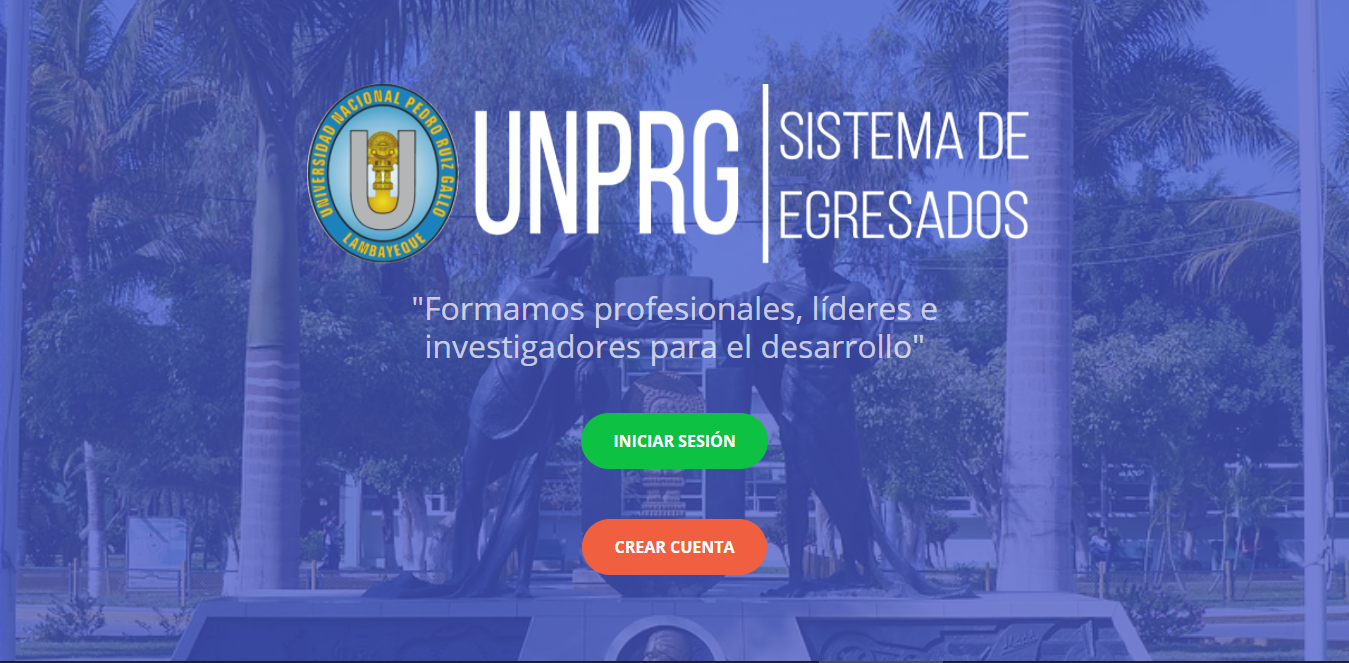 UNIVERSIDAD NACIONAL PEDRO RUIZ GALLO
LAMBAYEQUE
U
UNPRG
SISTEMA DE
EGRESADOS
"Formamos profesionales, líderes e
investigadores para el desarrollo"
INICIAR SESIÓN
CREAR CUENTA